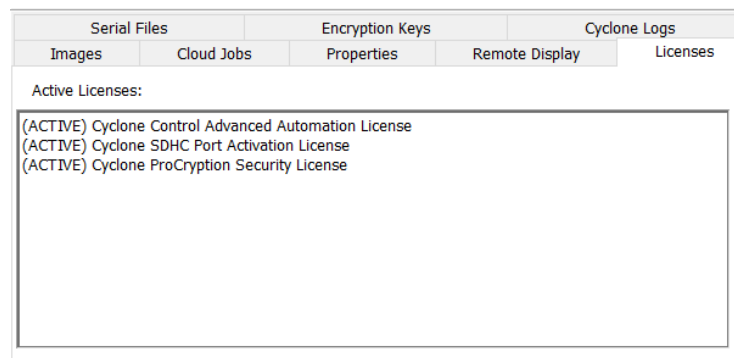 Serial Files Encryption Keys Cyclone Logs
Images Cloud Jobs Properties Remote Display Licenses
Active Licenses:
(ACTIVE) Cyclone Control Advanced Automation License
(ACTIVE) Cyclone SDHC Port Activation License
(ACTIVE) Cyclone ProCryption Security License